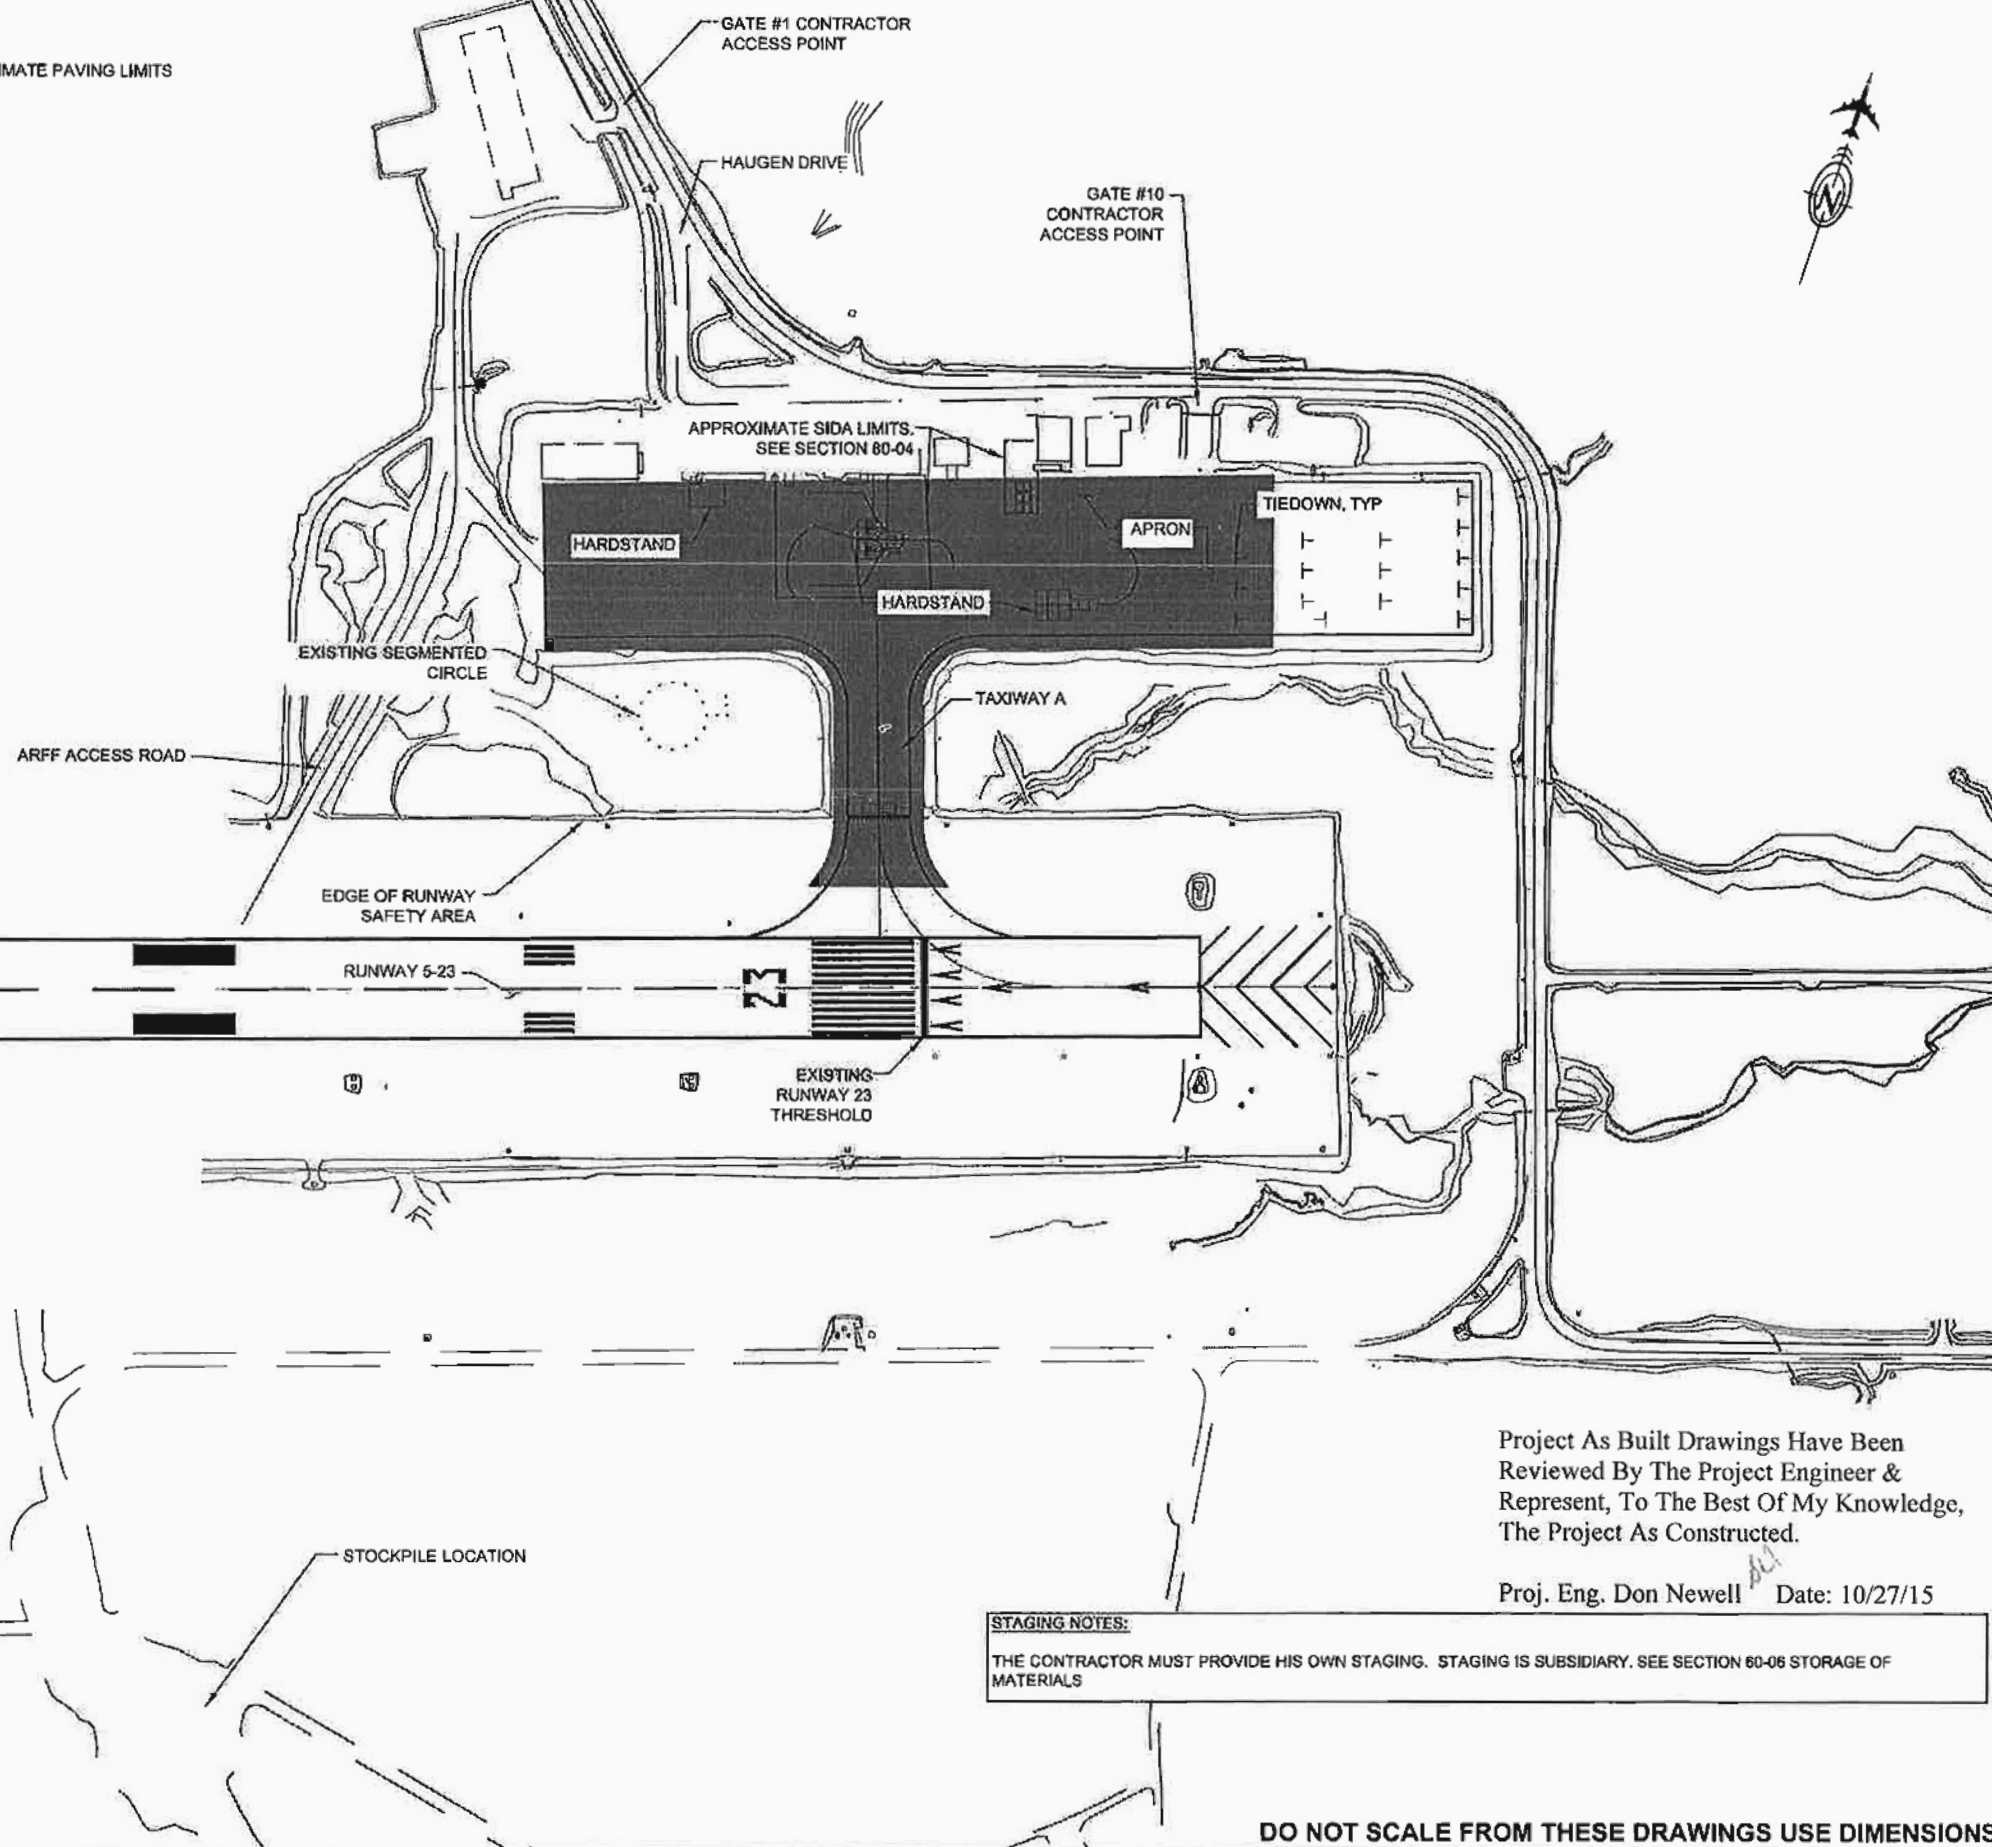 IMATE PAVING LIMITS
GATE #1 CONTRACTOR
ACCESS POINT
HAUGEN DRIVE
GATE #10
CONTRACTOR
ACCESS POINT
N
APPROXIMATE SIDA LIMITS.
SEE SECTION 80-04
TIEDOWN, TYP
HARDSTAND
APRON
HARDSTAND
EXISTING SEGMENTED
CIRCLE
TAXIWAY A
ARFF ACCESS ROAD
EDGE OF RUNWAY
SAFETY AREA
RUNWAY 5-23
23
EXISTING
RUNWAY 23
THRESHOLD
STOCKPILE LOCATION
Project As Built Drawings Have Been
Reviewed By The Project Engineer &
Represent, To The Best Of My Knowledge,
The Project As Constructed.
Proj. Eng. Don Newell Date: 10/27/15
STAGING NOTES:
THE CONTRACTOR MUST PROVIDE HIS OWN STAGING. STAGING IS SUBSIDIARY. SEE SECTION 60-06 STORAGE OF
MATERIALS
DO NOT SCALE FROM THESE DRAWINGS USE DIMENSIONS